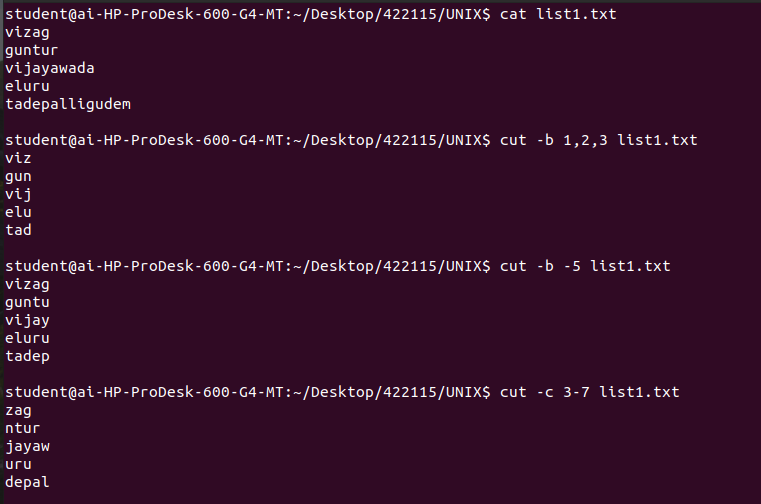 student@ai-HP-ProDesk-600-G4-MT:~/Desktop/422115/UNIX$ cat list1.txt
vizag
guntur
vijayawada
eluru
tadepalligudem
student@ai-HP-ProDesk-600-G4-MT:~/Desktop/422115/UNIX$ cut -b 1,2,3 list1.txt
viz
gun
vij
elu
tad
student@ai-HP-ProDesk-600-G4-MT:~/Desktop/422115/UNIX$ cut -b -5 list1.txt
vizag
guntu
vijay
eluru
tadep
student@ai-HP-ProDesk-600-G4-MT:~/Desktop/422115/UNIX$ cut -c 3-7 list1.txt
zag
ntur
jayaw
uru
depal